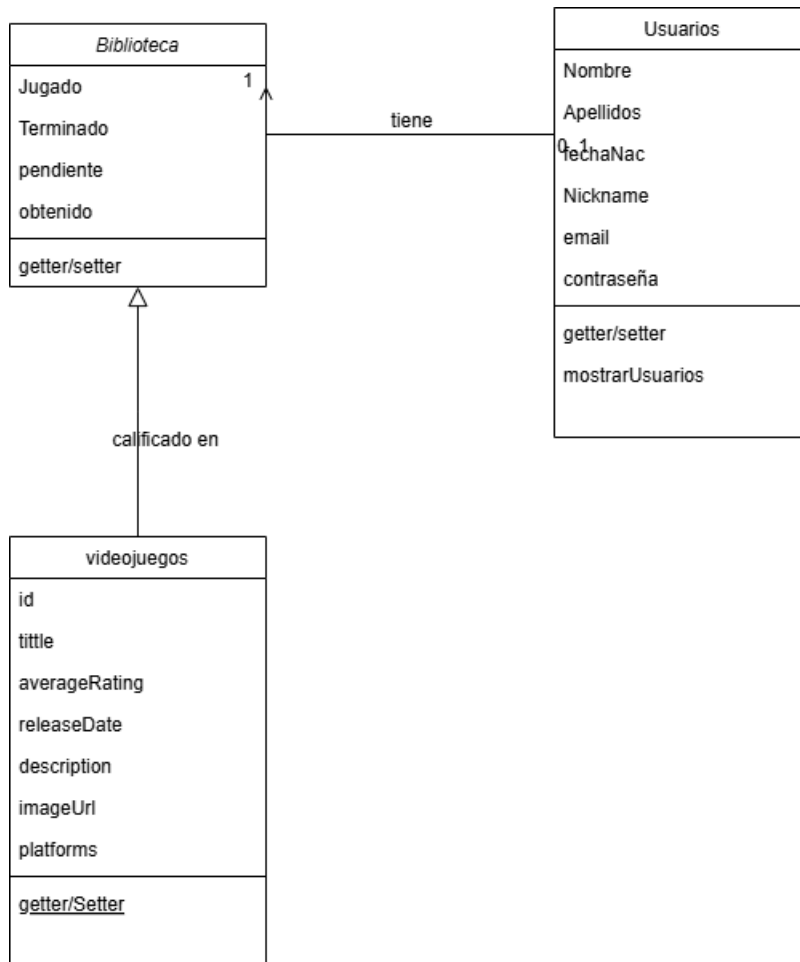 Biblioteca
Jugado
1
Terminado
pendiente
obtenido
getter/setter
tiene
Usuarios
Nombre
Apellidos
0..1
fechaNac
Nickname
email
contraseña
getter/setter
mostrarUsuarios
calificado en
videojuegos
id
tittle
averageRating
releaseDate
description
imageUrl
platforms
getter/Setter